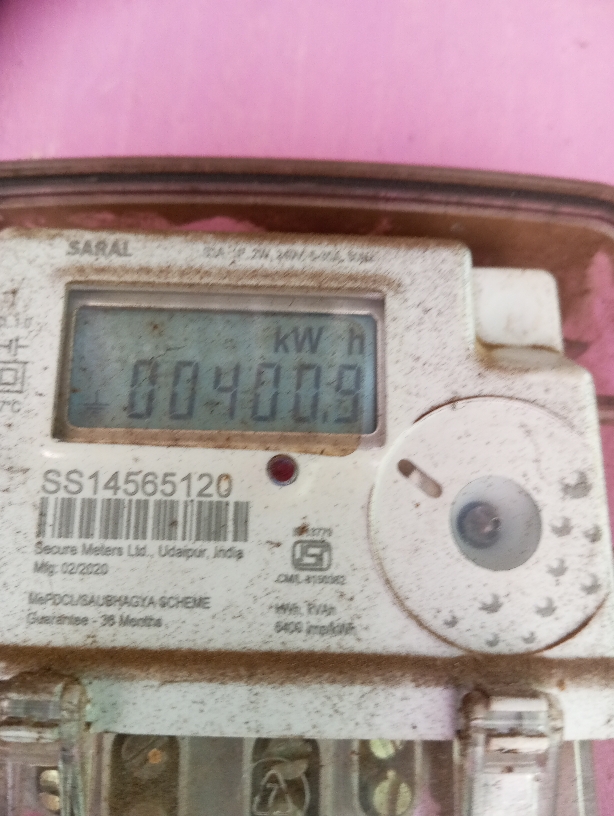 SARAL
kW h
00400.9
SS14565120
Secure Meters Ltd., Udaipur, India
Mfg. 02/2020
MePDCL/SAUBHAGYA SCHEME
Guarantee - 36 Months
6400 imp/kWh